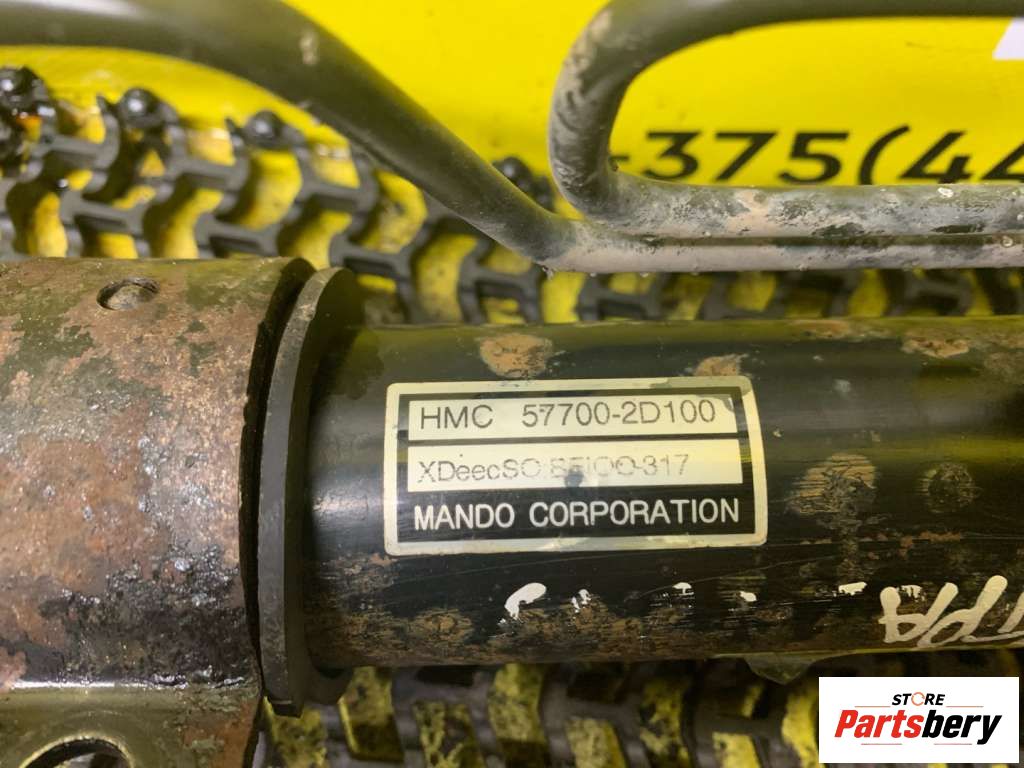 +375(44
HMC 57700-2D100
MANDO CORPORATION
STORE
Partsbery